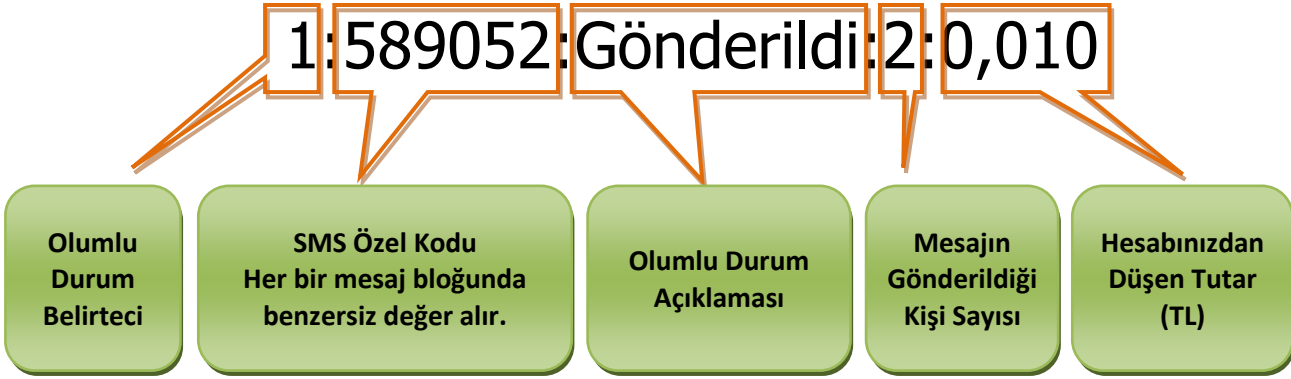 1:589052:Gönderildi:2:0,010
Olumlu
Durum
Belirteci
SMS Özel Kodu
Her bir mesaj bloğunda
benzersiz değer alır.
Olumlu Durum
Açıklaması
Mesajın
Gönderildiği
Kişi Sayısı
Hesabınızdan
Düşen Tutar
(TL)